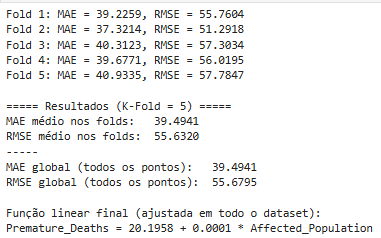 Fold 1: MAE = 39.2259, RMSE = 55.7604
Fold 2: MAE = 37.3214, RMSE = 51.2918
Fold 3: MAE = 40.3123, RMSE = 57.3034
Fold 4: MAE = 39.6771, RMSE = 56.0195
Fold 5: MAE = 40.9335, RMSE = 57.7847

===== Resultados (K-Fold = 5) =====
MAE médio nos folds:   39.4941
RMSE médio nos folds:  55.6320
-----
MAE global (todos os pontos):   39.4941
RMSE global (todos os pontos):  55.6795

Função linear final (ajustada em todo o dataset):
Premature_Deaths = 20.1958 + 0.0001 * Affected_Population